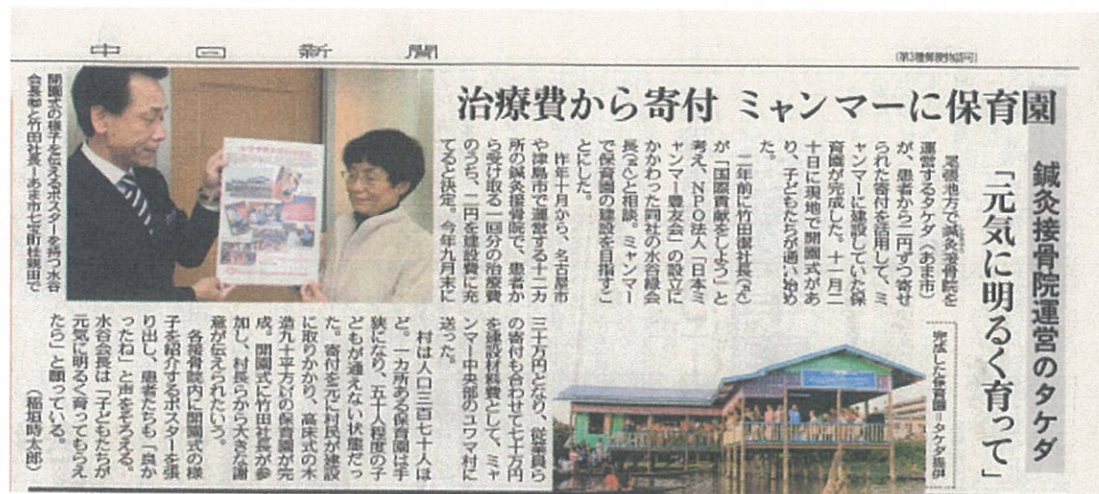 中日新聞
(第3種郵便物認可)
治療費から寄付 ミャンマーに保育園
鍼灸接骨院運営のタケダ
「元気に明るく育って」
尾張地方で鍼灸接骨院を
運営するタケダ(あま市)
が、患者から二円ずつ寄せ
られた寄付を活用して、ミ
ャンマーに建設していた保
育園が完成した。十一月二
十日に現地で開園式があ
り、子どもたちが通い始め
た。
二年前に竹田復社長
が「国際貢献をしよう」と
考え、NPO法人「日本ミ
ャンマー豊友会」の設立に
かかわった同社の水谷緑会
長と相談。ミャンマー
で保育園の建設を目指すこ
とにした。
昨年十月から、名古屋市
や津島市で運営する十二カ
所の鍼灸接骨院で、患者か
ら受け取る一回分の治療費
のうち、二円を建設費に充
てると決定。今年九月末に
三十万円となり、従業員ら
の寄付も合わせて七十万円
を建設材料費として、ミャ
ンマー中央部のユワマ村に
送った。
村は人口三百七十人ほ
ど。一カ所ある保育園は手
狭になり、五十人程度の子
どもが通えない状態だっ
た。寄付を元に村民が建設
に取りかかり、高床式の木
造九十平方㍍の保育園が完
成。開園式に竹田社長が参
加し、村長らから大きな謝
意が伝えられたという。
各接骨院内に開園式の様
子を紹介するポスターを張
り出し、患者たちも「良か
ったね」と声をそろえる。
水谷会長は「子どもたちが
元気に明るく育ってもらえ
たら」と願っている。
(稲垣時太郎)
開園式の様子を伝えるポスターを持つ水谷
会長㊨と竹田社長=あま市七宝町桂親田で
完成した保育園=タケダ提供